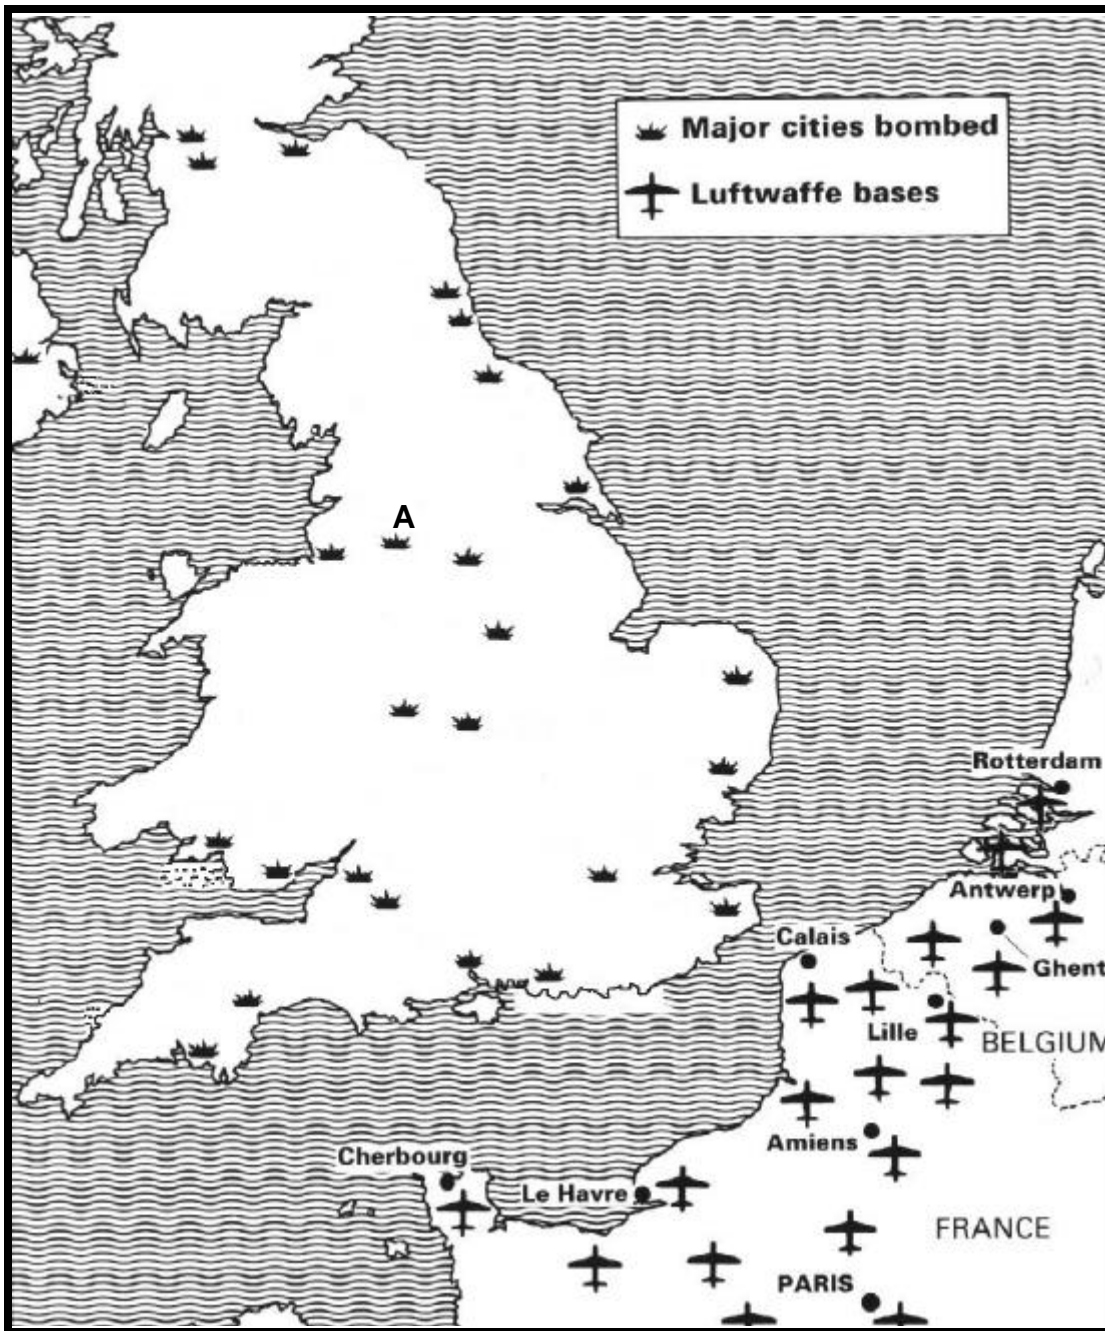 Major cities bombed
Luftwaffe bases
A
Rotterdam
Antwerp
Calais
Ghent
Lille
BELGIUM
Amiens
Cherbourg
Le Havre
FRANCE
PARIS